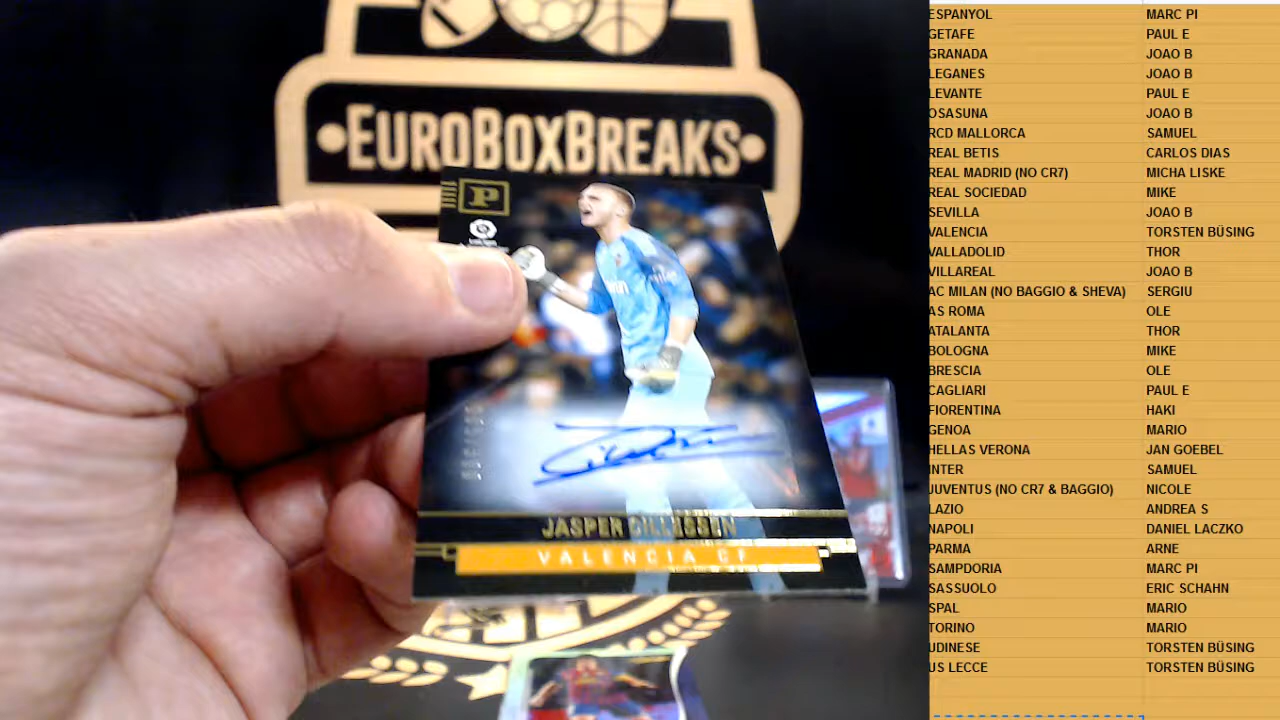 EUROBOXBREAKS
P
JASPER CILLESSEN
VALENCIA CF
ESPANYOL MARC PI
GETAFE PAUL E
GRANADA JOAO B
LEGANES JOAO B
LEVANTE PAUL E
OSASUNA JOAO B
RCD MALLORCA SAMUEL
REAL BETIS CARLOS DIAS
REAL MADRID (NO CR7) MICHA LISKE
REAL SOCIEDAD MIKE
SEVILLA JOAO B
VALENCIA TORSTEN BÜSING
VALLADOLID THOR
VILLAREAL JOAO B
AC MILAN (NO BAGGIO & SHEVA) SERGIU
AS ROMA OLE
ATALANTA THOR
BOLOGNA MIKE
BRESCIA OLE
CAGLIARI PAUL E
FIORENTINA HAKI
GENOA MARIO
HELLAS VERONA JAN GOEBEL
INTER SAMUEL
JUVENTUS (NO CR7 & BAGGIO) NICOLE
LAZIO ANDREA S
NAPOLI DANIEL LACZKO
PARMA ARNE
SAMPDORIA MARC PI
SASSUOLO ERIC SCHAHN
SPAL MARIO
TORINO MARIO
UDINESE TORSTEN BÜSING
US LECCE TORSTEN BÜSING